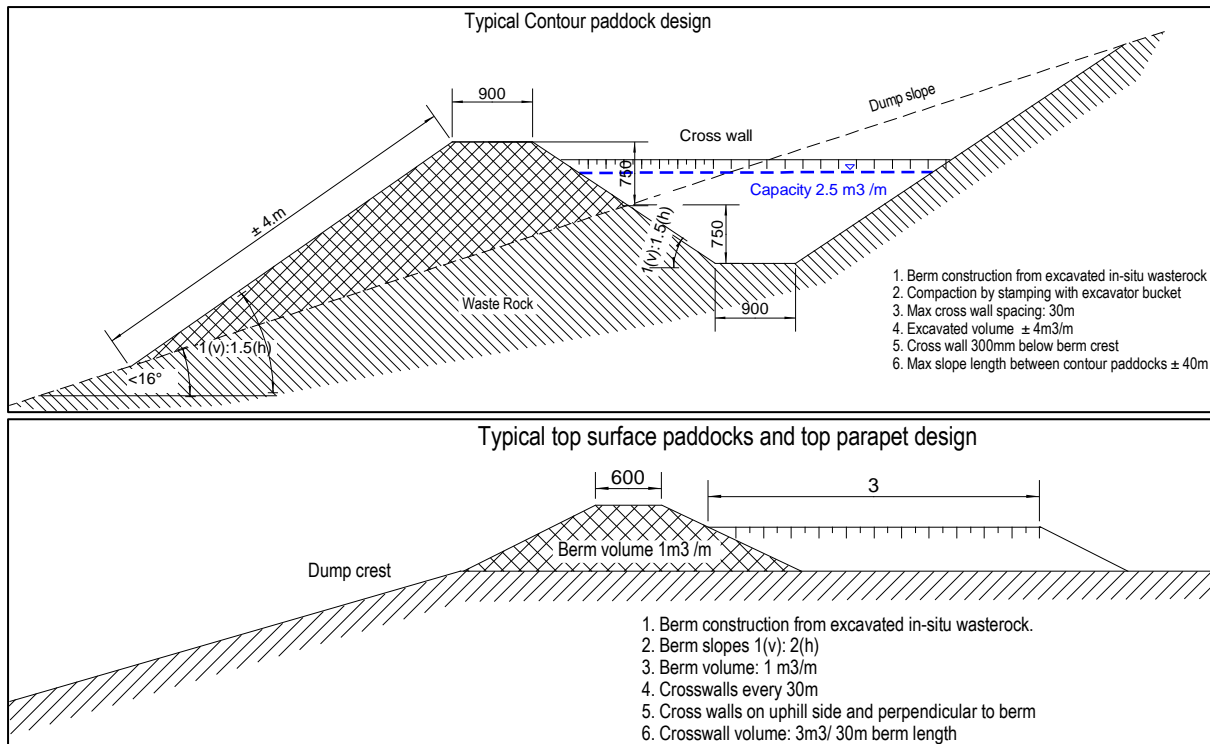 Typical Contour paddock design
900
Dump slope
Cross wall
750
Capacity 2.5 m3 /m
± 4.m
750
1(v):1.5(h)
Waste Rock
900
1(v):1.5(h)
<16°
1. Berm construction from excavated in-situ wasterock
2. Compaction by stamping with excavator bucket
3. Max cross wall spacing: 30m
4. Excavated volume ± 4m3/m
5. Cross wall 300mm below berm crest
6. Max slope length between contour paddocks ± 40m
Typical top surface paddocks and top parapet design
600
3
Berm volume 1m3 /m
Dump crest
1. Berm construction from excavated in-situ wasterock.
2. Berm slopes 1(v): 2(h)
3. Berm volume: 1 m3/m
4. Crosswalls every 30m
5. Cross walls on uphill side and perpendicular to berm
6. Crosswall volume: 3m3/ 30m berm length